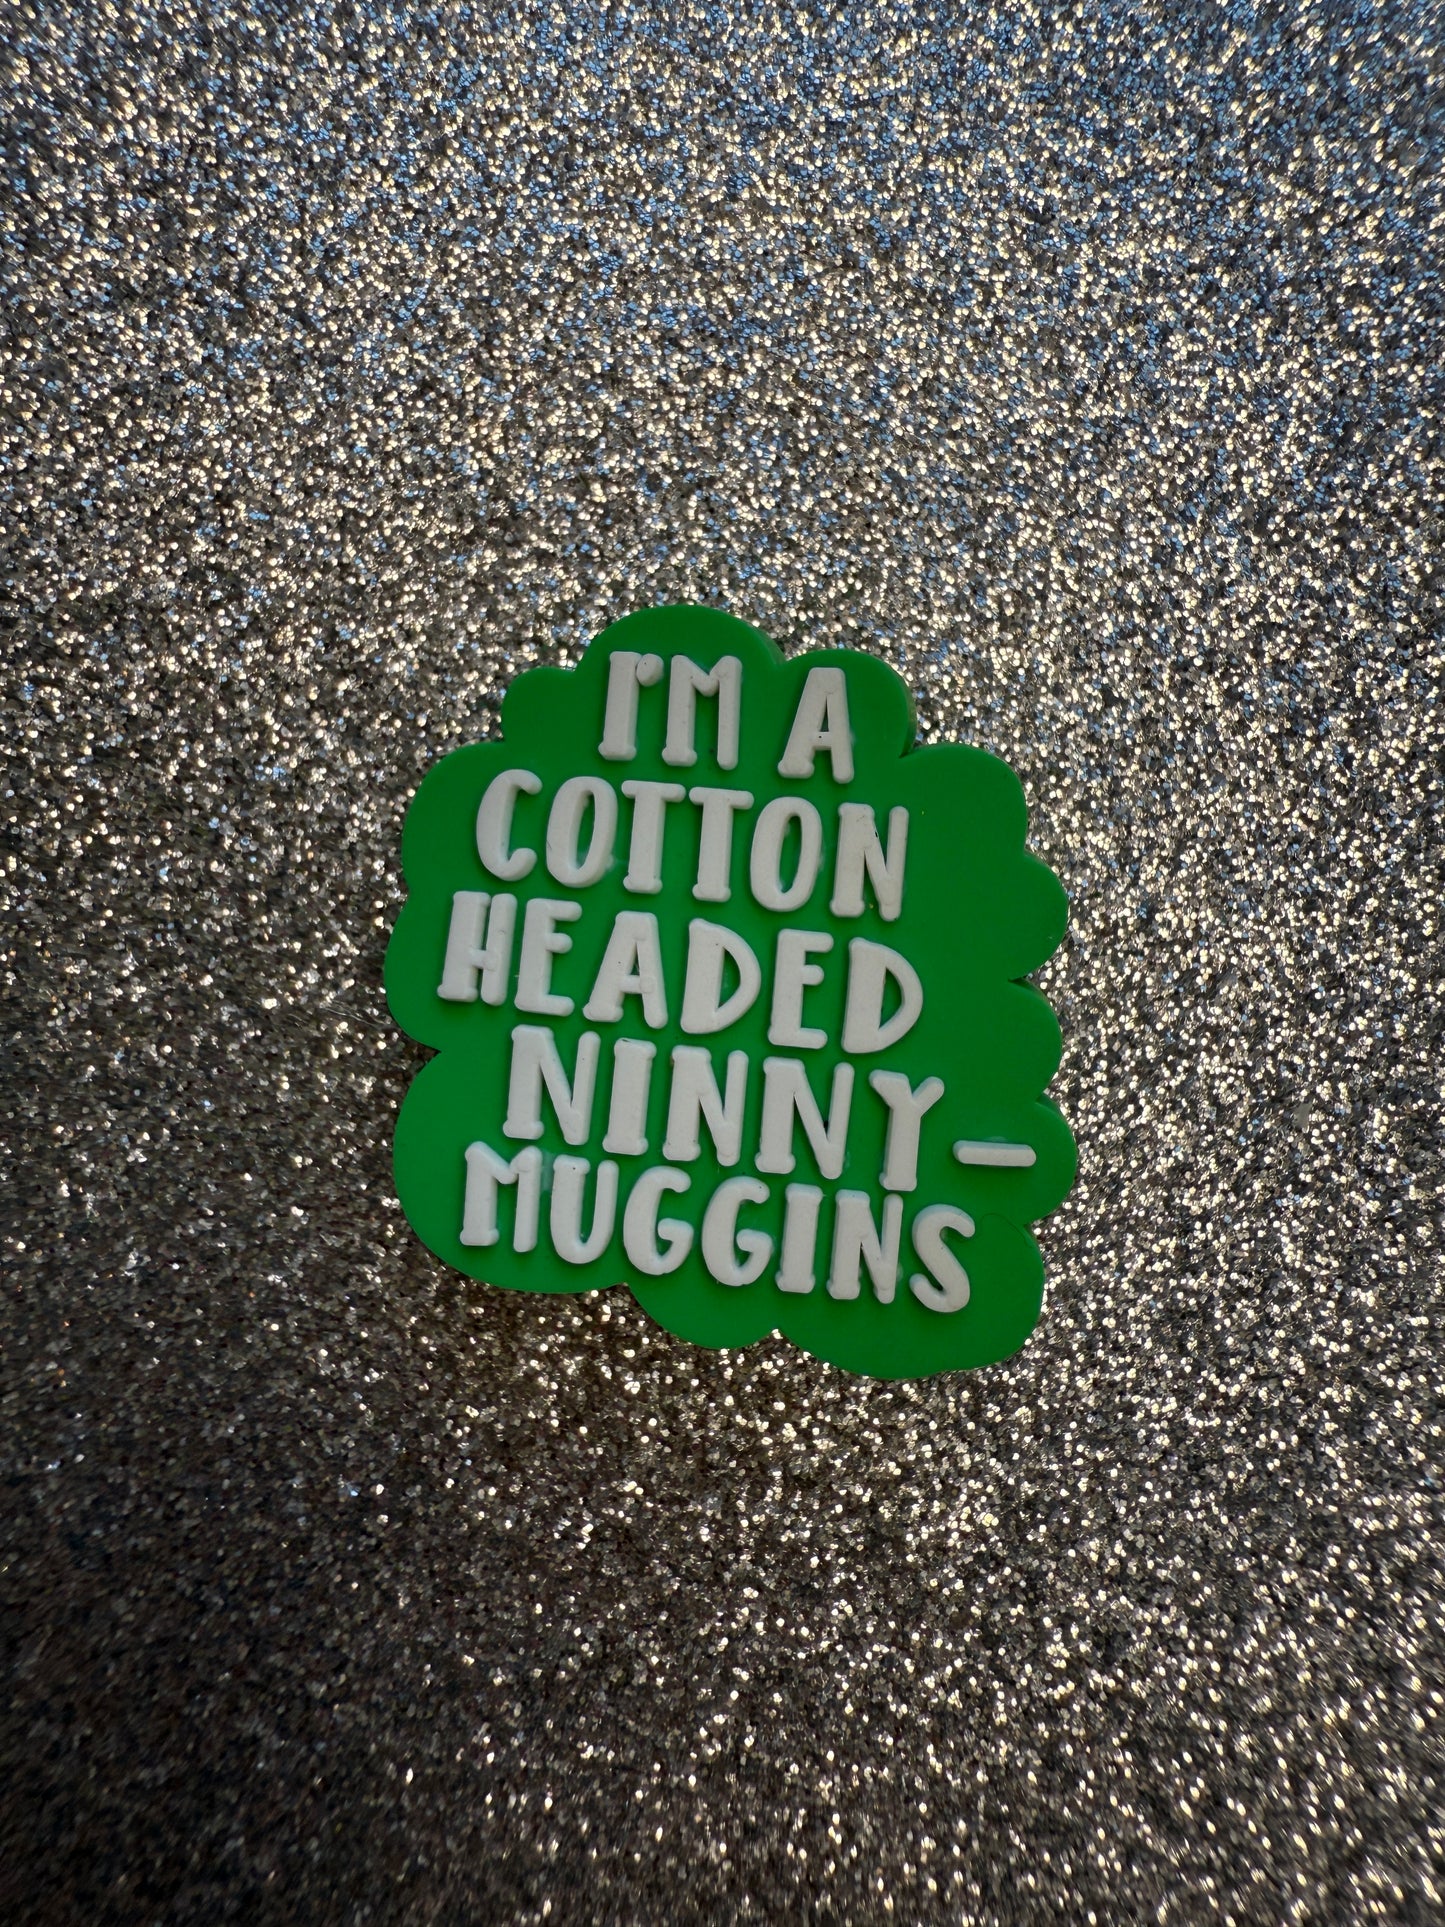 I'M A
COTTON
HEADED
NINNY-
MUGGINS